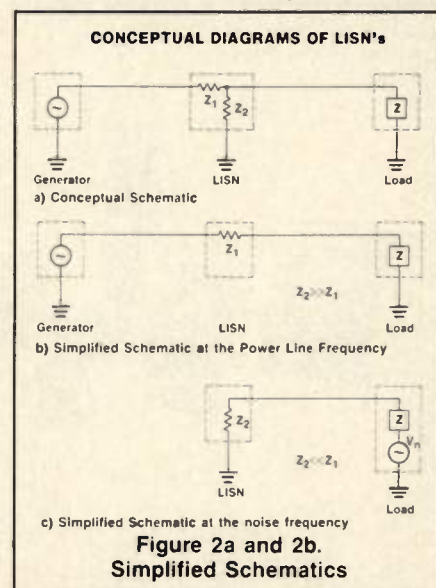 CONCEPTUAL DIAGRAMS OF LISN's
Z₁
Z₂
Z
Generator
LISN
Load
a) Conceptual Schematic
Z₁
Z
Z₂>>Z₁
Generator
LISN
Load
b) Simplified Schematic at the Power Line Frequency
Z₂
Z
Vn
Z₂<<Z₁
LISN
Load
c) Simplified Schematic at the noise frequency
Figure 2a and 2b.
Simplified Schematics